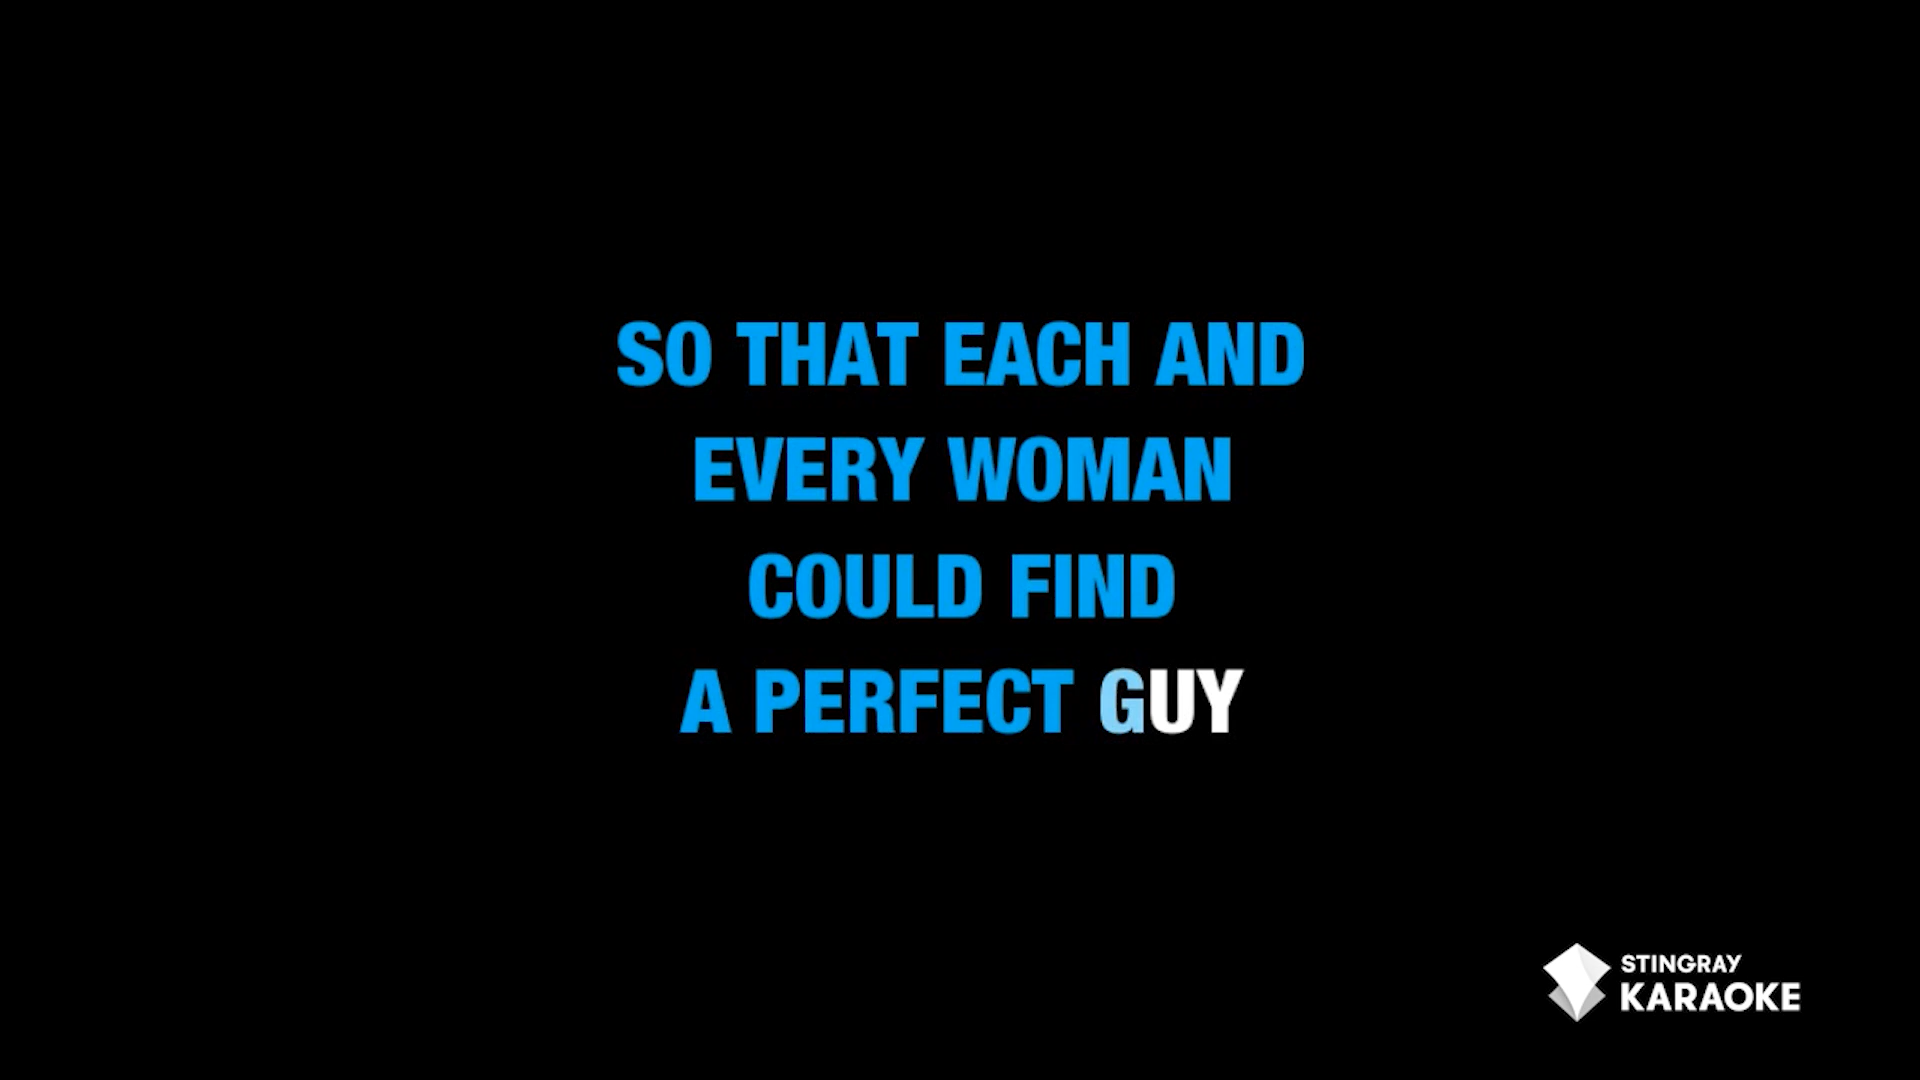 SO THAT EACH AND
EVERY WOMAN
COULD FIND
A PERFECT GUY
STINGRAY
KARAOKE